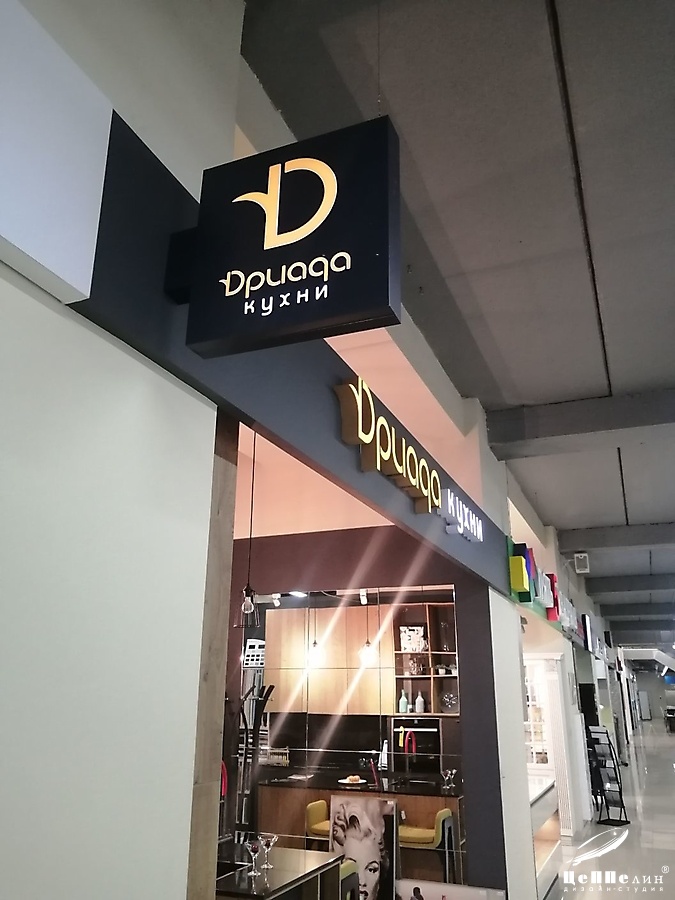 Дриада
кухни
Дриада кухни
ЦеППелин®
дизайн студия